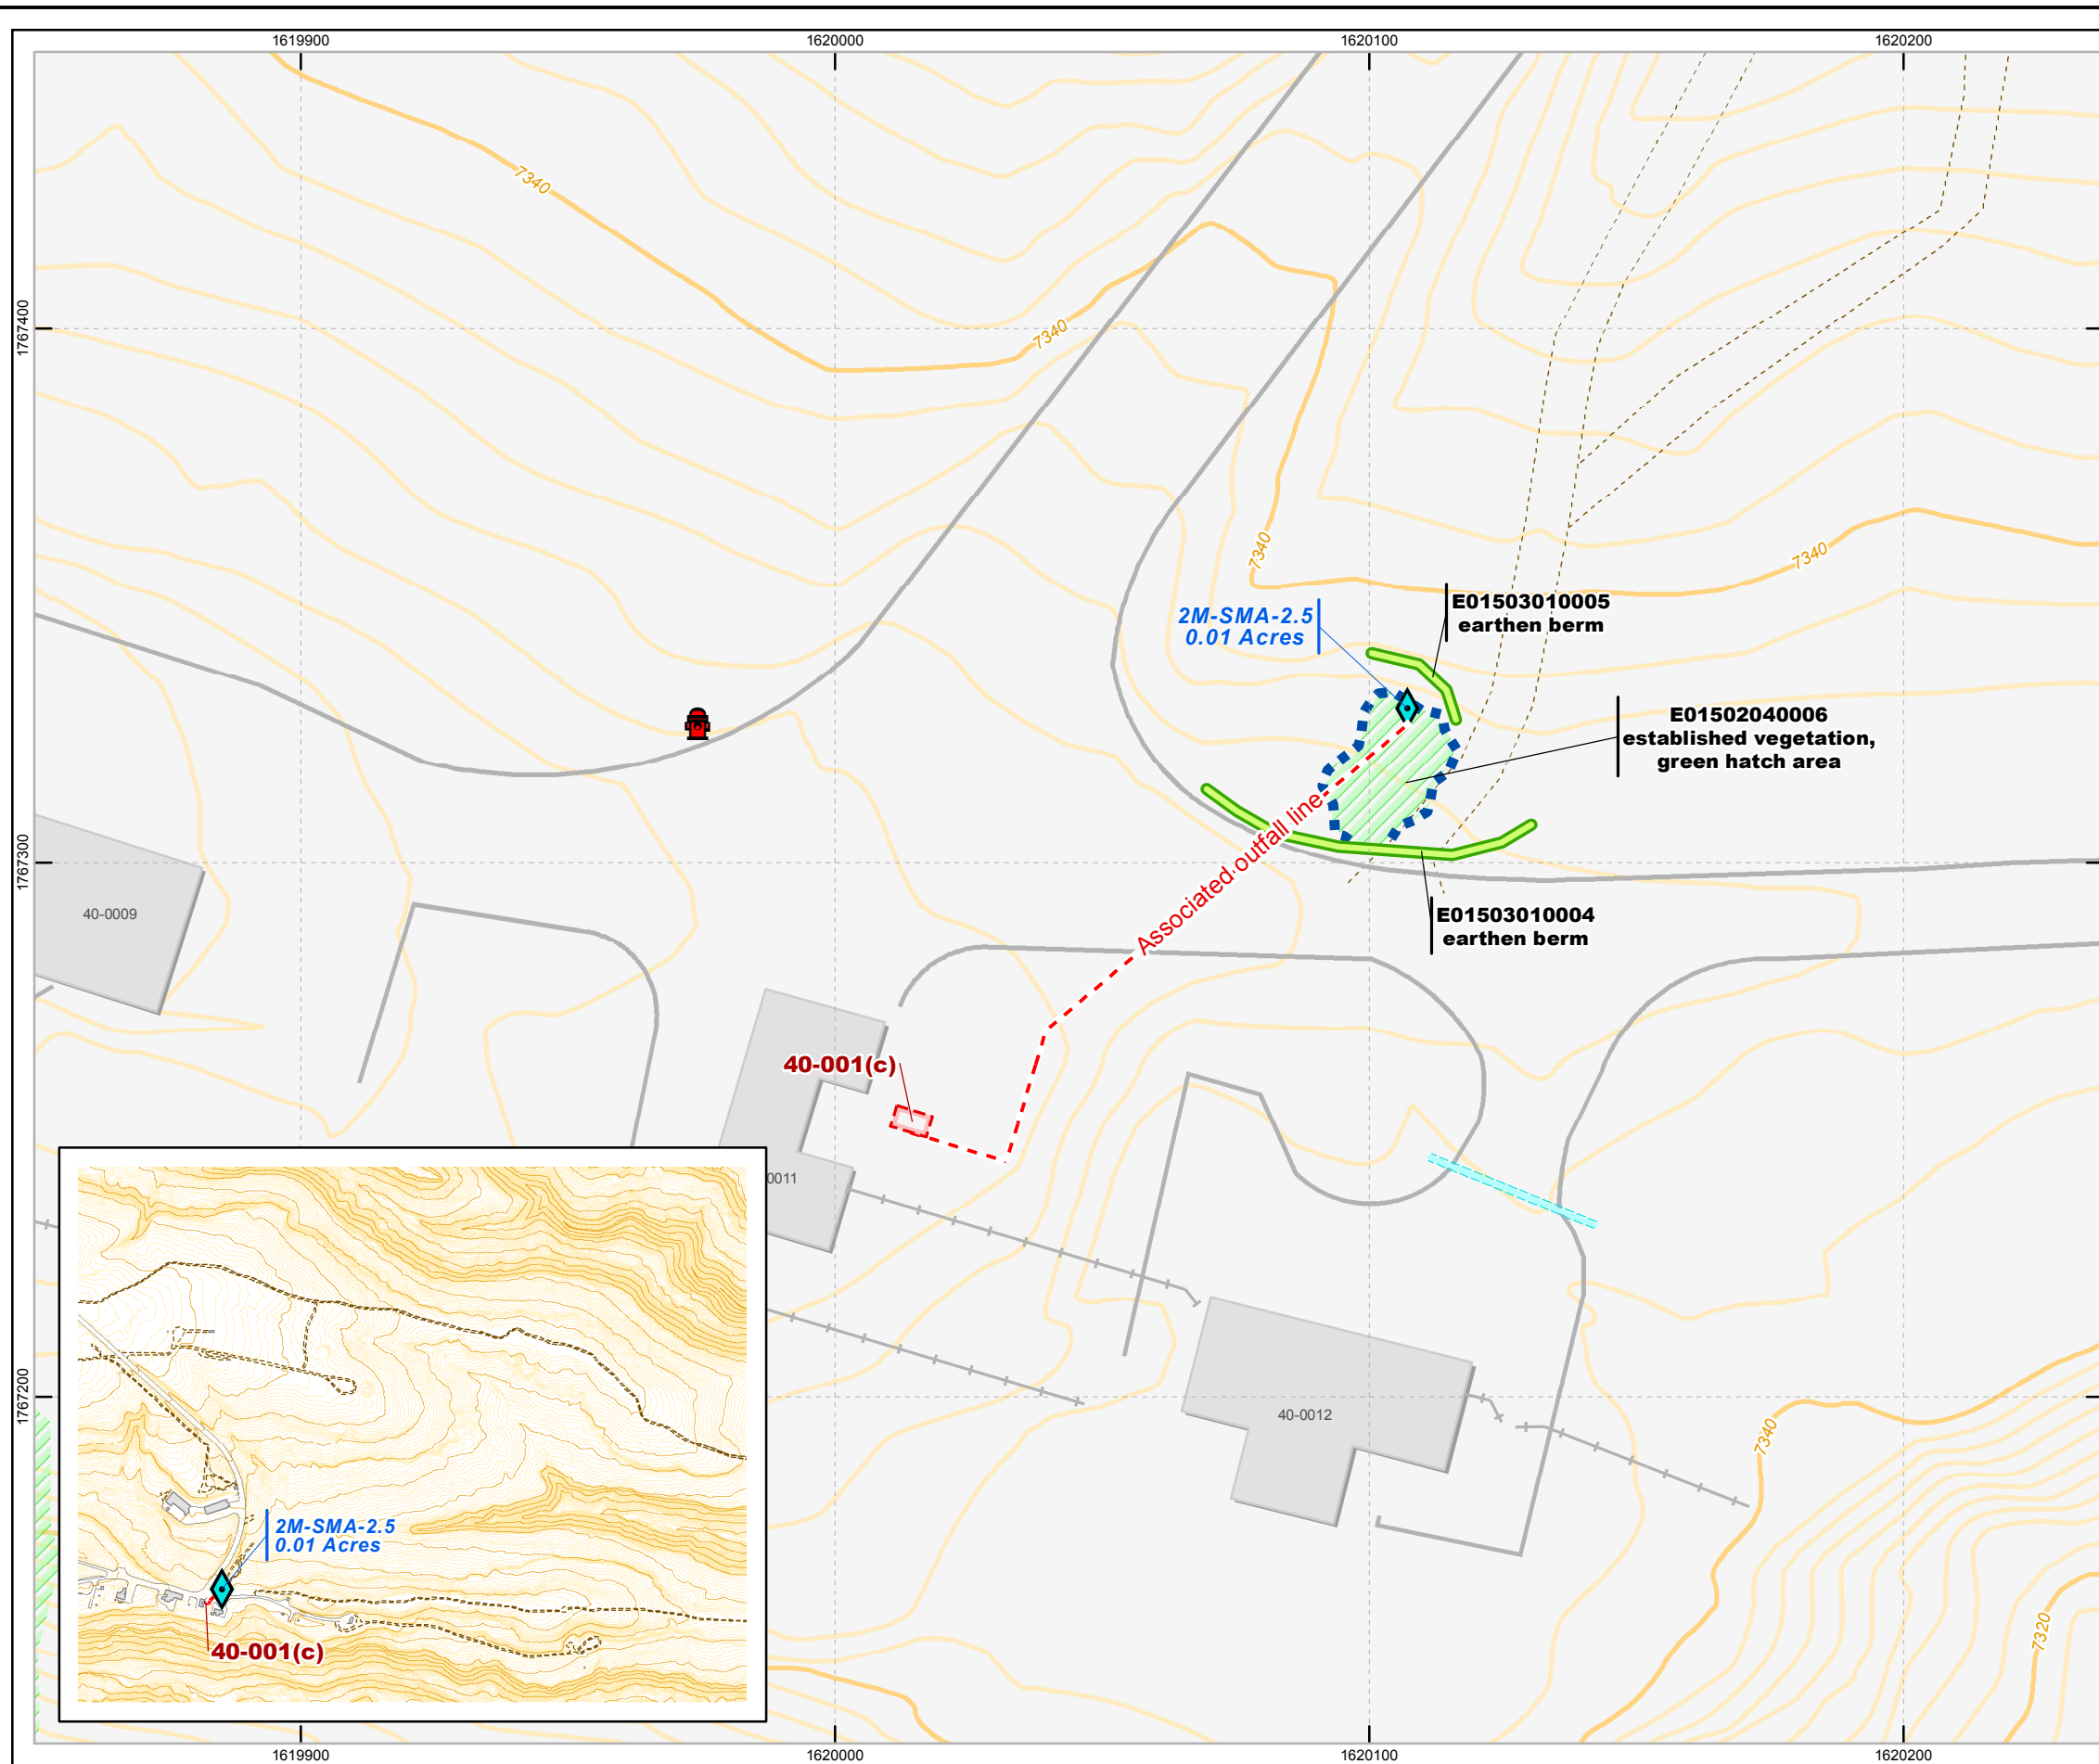 1619900 1620000 1620100 1620200
1767400
7340
7340
7340
7340
2M-SMA-2.5
0.01 Acres
E01503010005
earthen berm
E01502040006
established vegetation,
green hatch area
1767300
Associated outfall line
40-0009
E01503010004
earthen berm
40-001(c)
0011
1767200
40-0012
7340
2M-SMA-2.5
0.01 Acres
7320
40-001(c)
1619900 1620000 1620100 1620200